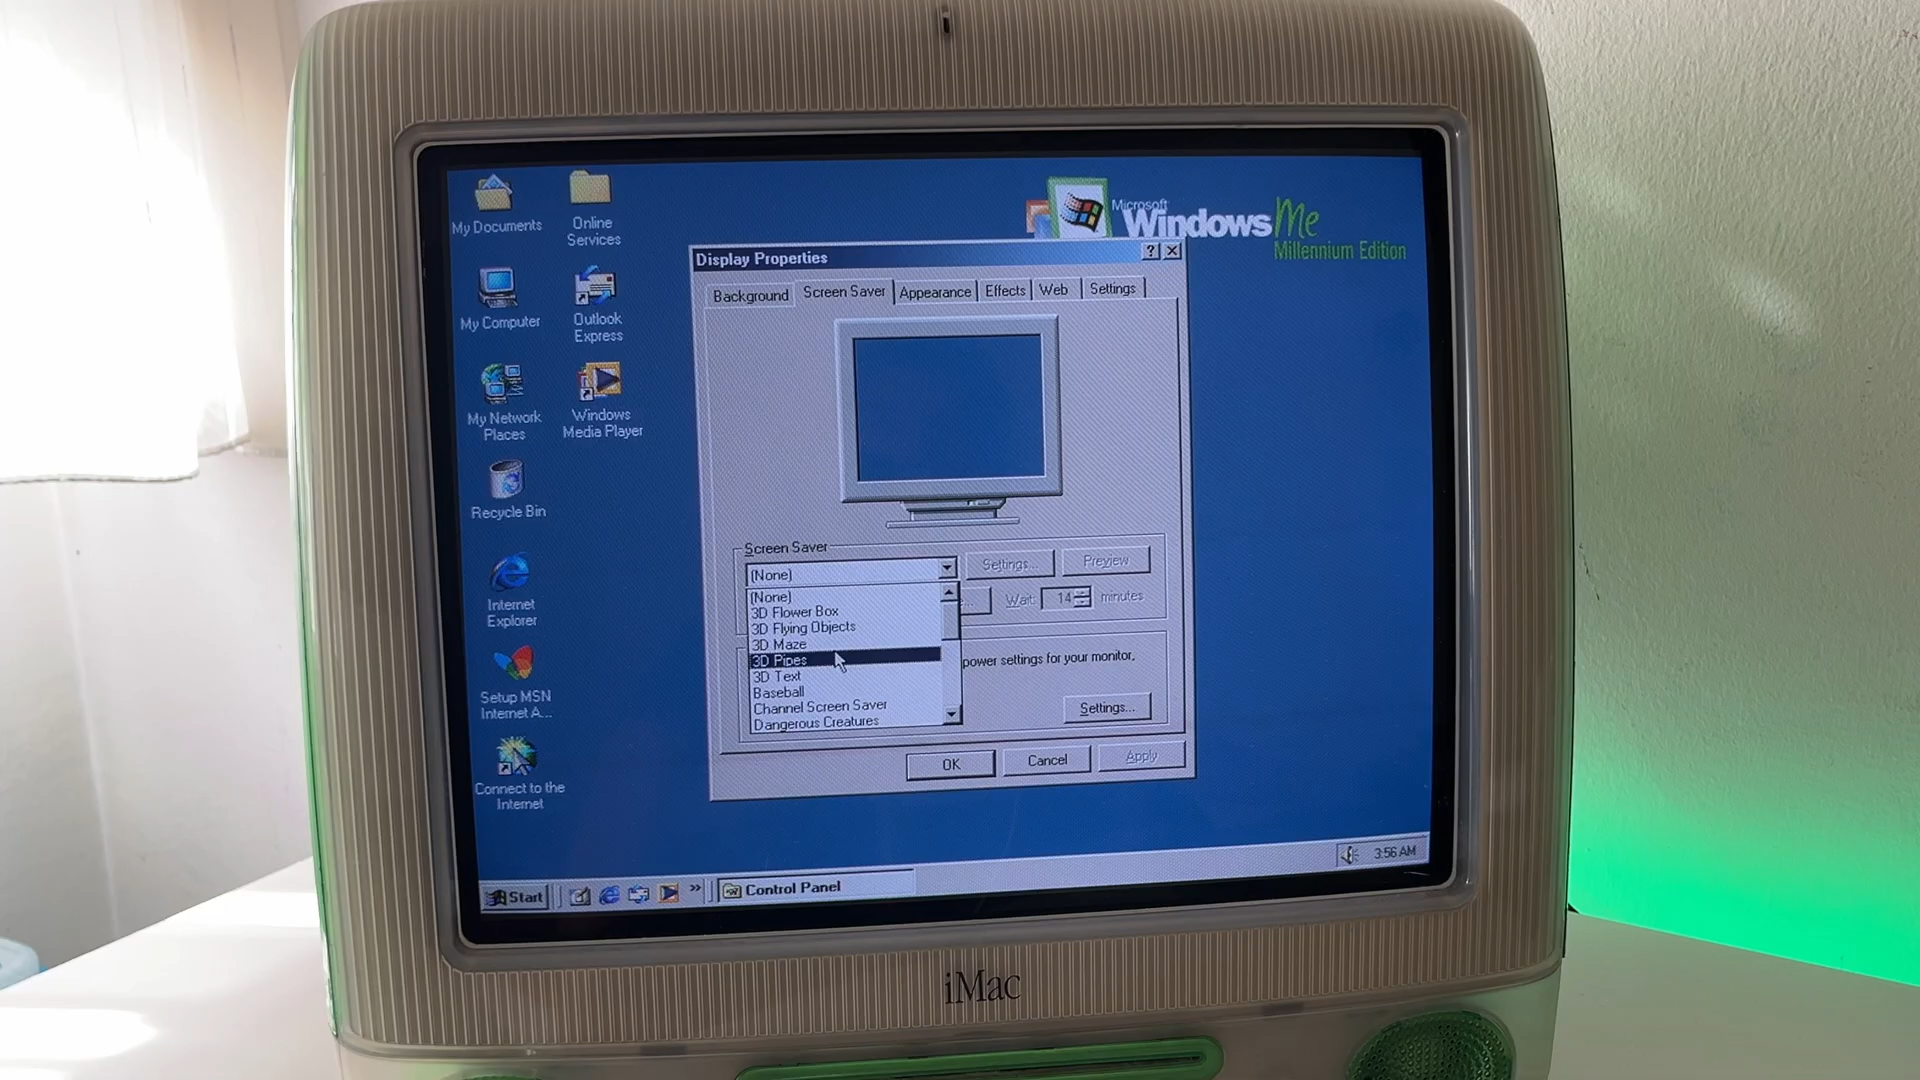 My Documents
Online
Services
Microsoft
Windows Me
Millennium Edition
Display Properties
Background
Screen Saver
Appearance
Effects
Web
Settings
My Computer
Outlook
Express
My Network
Places
Windows
Media Player
Recycle Bin
Internet
Explorer
Setup MSN
Internet A...
Connect to the
Internet
Screen Saver
(None)
Settings...
Preview
(None)
3D Flower Box
3D Flying Objects
3D Maze
3D Pipes
3D Text
Baseball
Channel Screen Saver
Dangerous Creatures
...
Wait:
14
minutes
power settings for your monitor.
Settings...
OK
Cancel
Apply
Start
»
Control Panel
3:56 AM
iMac